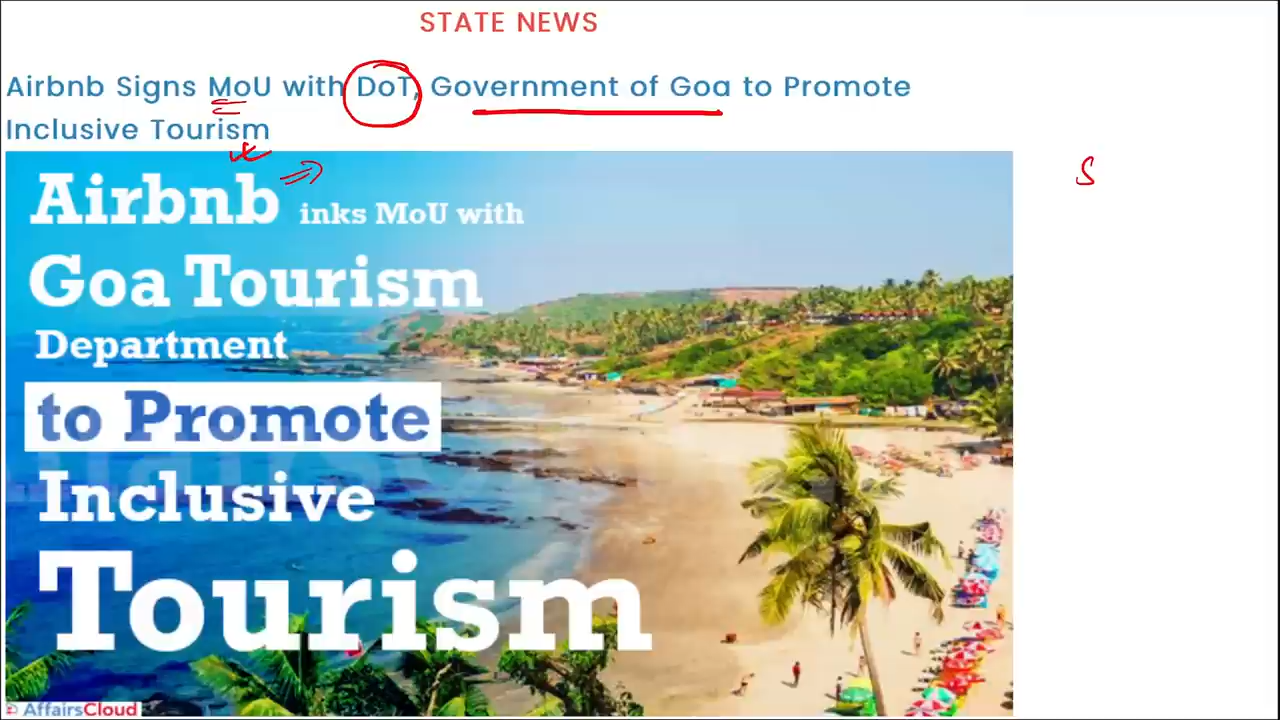 STATE NEWS
Airbnb Signs MoU with DoT, Government of Goa to Promote
Inclusive Tourism
S
Airbnb inks MoU with
Goa Tourism
Department
to Promote
Inclusive
Tourism
AffairsCloud